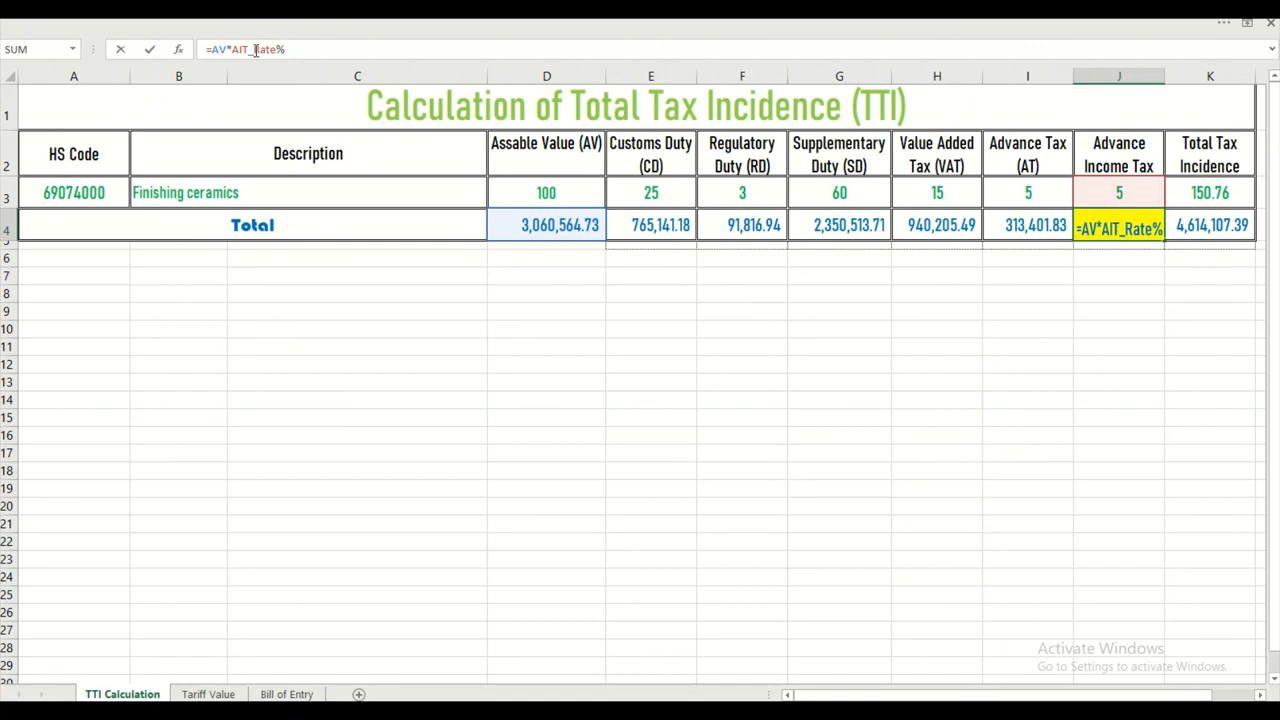 SUM
fx
=AV*AIT_Rate%
A B C D E F G H I J K
1 Calculation of Total Tax Incidence (TTI)
2 HS Code Description Assable Value (AV) Customs Duty (CD) Regulatory Duty (RD) Supplementary Duty (SD) Value Added Tax (VAT) Advance Tax (AT) Advance Income Tax Total Tax Incidence
3 69074000 Finishing ceramics 100 25 3 60 15 5 5 150.76
4 Total 3,060,564.73 765,141.18 91,816.94 2,350,513.71 940,205.49 313,401.83 =AV*AIT_Rate% 4,614,107.39
5
6
7
8
9
10
11
12
13
14
15
16
17
18
19
20
21
22
23
24
25
26
27
28
29
30
Activate Windows
Go to Settings to activate Windows.
TTI Calculation Tariff Value Bill of Entry